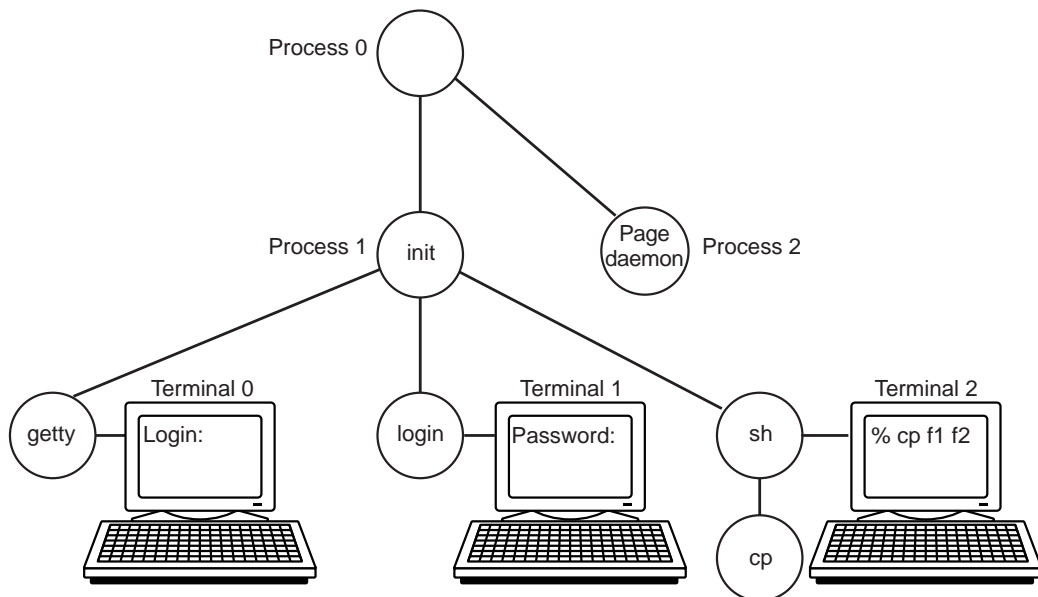 Process 0
Process 1
init
Page
daemon
Process 2
Terminal 0
Terminal 1
Terminal 2
getty
Login:
login
Password:
sh
% cp f1 f2
cp